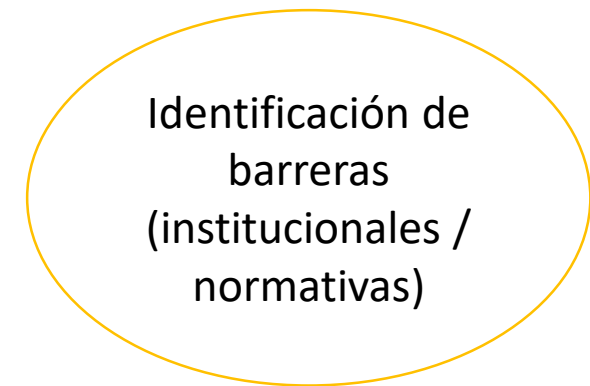 Identificación de
barreras
(institucionales /
normativas)